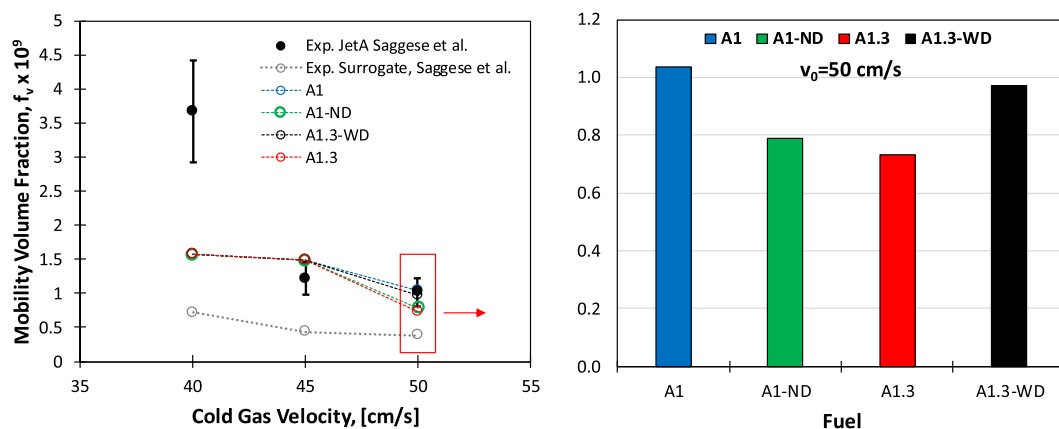 Mobility Volume Fraction, fv x 10⁹
5
4.5
4
3.5
3
2.5
2
1.5
1
0.5
0
Exp. JetA Saggese et al.
Exp. Surrogate, Saggese et al.
A1
A1-ND
A1.3-WD
A1.3
35
40
45
50
55
Cold Gas Velocity, [cm/s]
1.2
1.0
0.8
0.6
0.4
0.2
0.0
A1 A1-ND A1.3 A1.3-WD
v₀=50 cm/s
A1
A1-ND
A1.3
A1.3-WD
Fuel